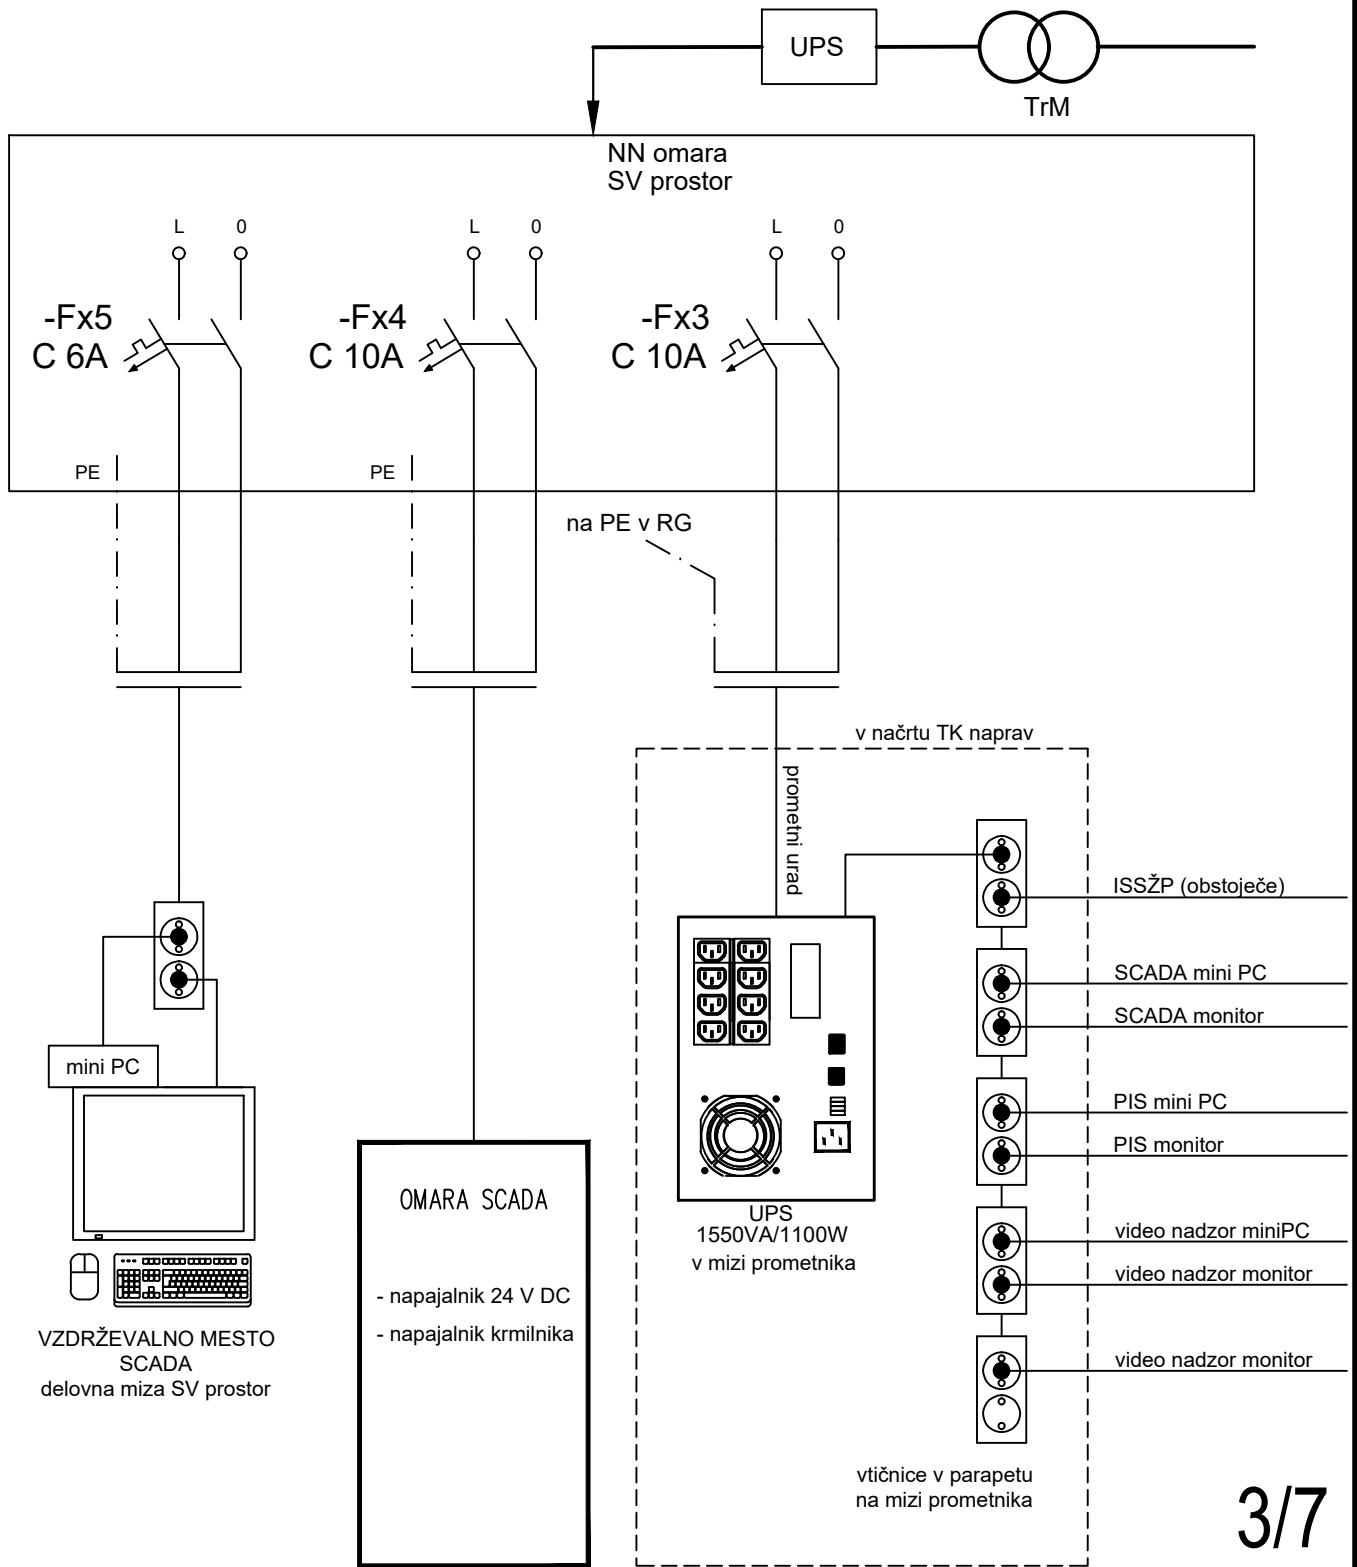 UPS
TrM
NN omara
SV prostor
L
0
L
0
L
0
-Fx5
C 6A
-Fx4
C 10A
-Fx3
C 10A
PE
PE
na PE v RG
v načrtu TK naprav
prometni urad
ISSŽP (obstoječe)
SCADA mini PC
SCADA monitor
mini PC
PIS mini PC
PIS monitor
OMARA SCADA
UPS
1550VA/1100W
v mizi prometnika
video nadzor miniPC
video nadzor monitor
- napajalnik 24 V DC
- napajalnik krmilnika
VZDRŽEVALNO MESTO
SCADA
delovna miza SV prostor
video nadzor monitor
vtičnice v parapetu
na mizi prometnika
3/7